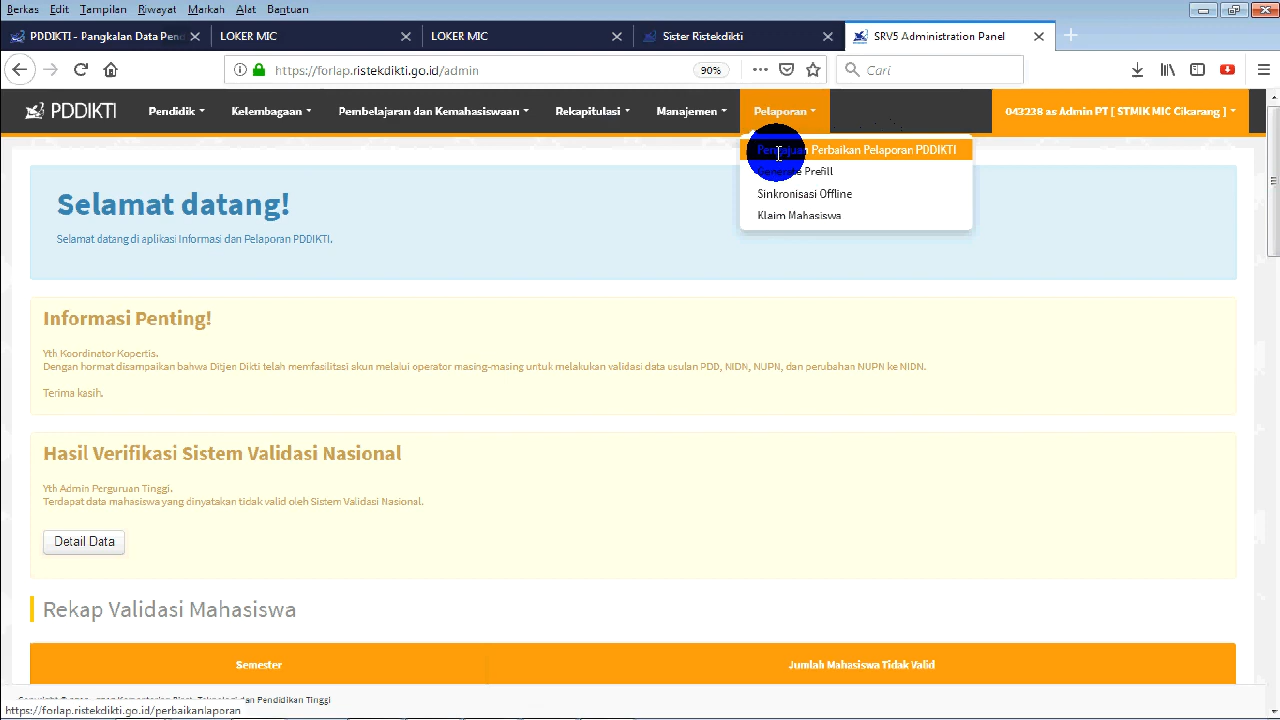 Berkas Edit Tampilan Riwayat Markah Alat Bantuan
PDDIKTI - Pangkalan Data Pend LOKER MIC LOKER MIC Sister Ristekdikti SRV5 Administration Panel
https://forlap.ristekdikti.go.id/admin 90% Cari
PDDIKTI Pendidik Kelembagaan Pembelajaran dan Kemahasiswaan Rekapitulasi Manajemen Pelaporan 043228 as Admin PT [ STMIK MIC Cikarang ]
Pengajuan Perbaikan Pelaporan PDDIKTI
Generate Prefill
Sinkronisasi Offline
Klaim Mahasiswa
Selamat datang!
Selamat datang di aplikasi Informasi dan Pelaporan PDDIKTI.
Informasi Penting!
Yth Koordinator Kopertis.
Dengan hormat disampaikan bahwa Ditjen Dikti telah memfasilitasi akun melalui operator masing-masing untuk melakukan validasi data usulan PDD, NIDN, NUPN, dan perubahan NUPN ke NIDN.
Terima kasih.
Hasil Verifikasi Sistem Validasi Nasional
Yth Admin Perguruan Tinggi.
Terdapat data mahasiswa yang dinyatakan tidak valid oleh Sistem Validasi Nasional.
Detail Data
Rekap Validasi Mahasiswa
Semester Jumlah Mahasiswa Tidak Valid
dan Pendidikan Tinggi
https://forlap.ristekdikti.go.id/perbaikanlaporan